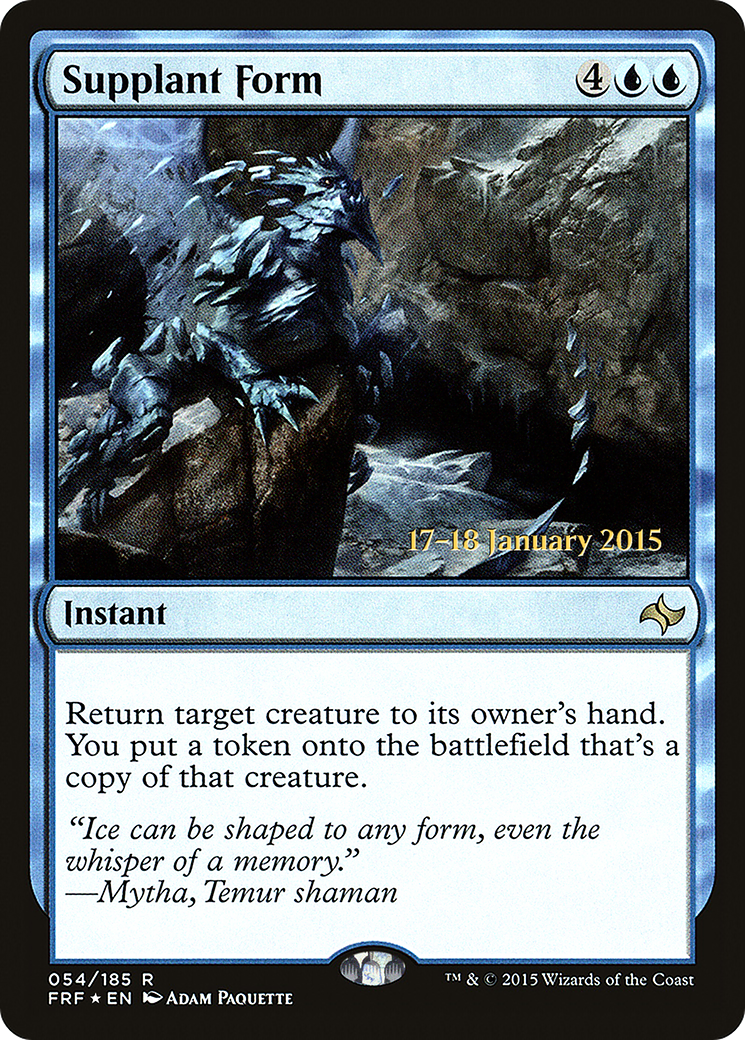 Supplant Form 4
17–18 January 2015
Instant
Return target creature to its owner's hand.
You put a token onto the battlefield that's a
copy of that creature.
"Ice can be shaped to any form, even the
whisper of a memory."
—Mytha, Temur shaman
054/185 R
™ & © 2015 Wizards of the Coast
FRF ★ EN Adam Paquette